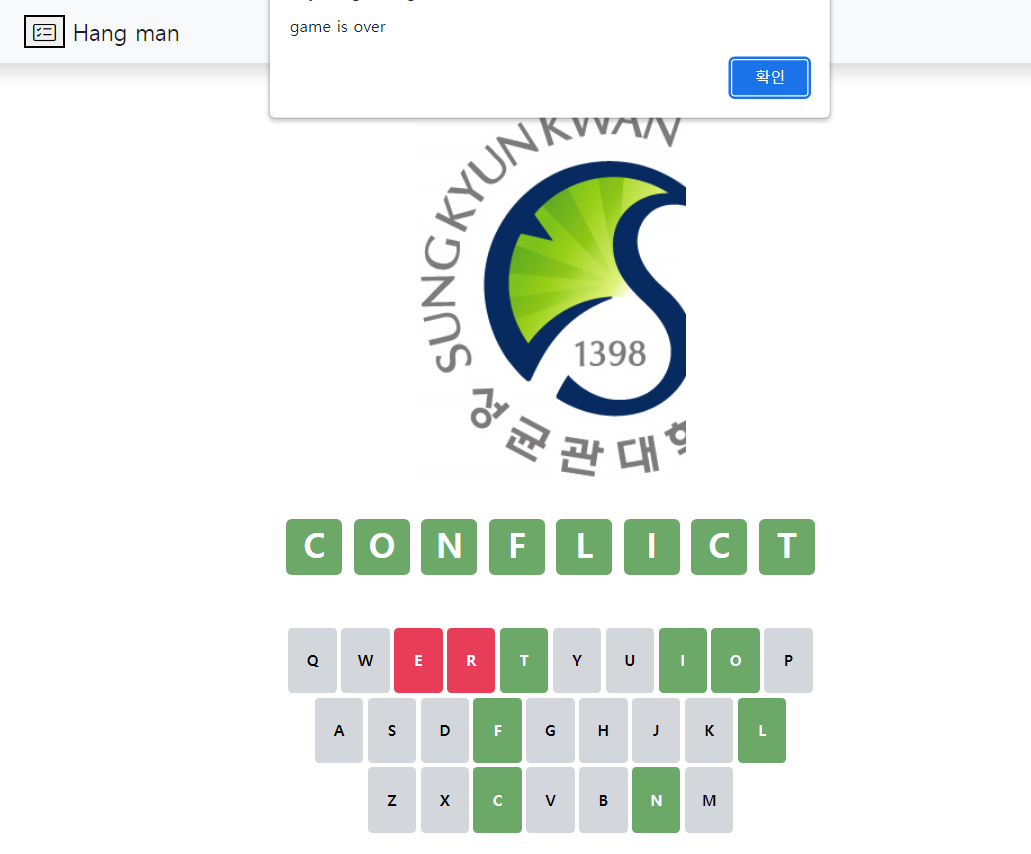 Hang man
game is over
확인
SUNGKYUNKWAN
1398
성균관대학
C O N F L I C T
Q W E R T Y U I O P
A S D F G H J K L
Z X C V B N M